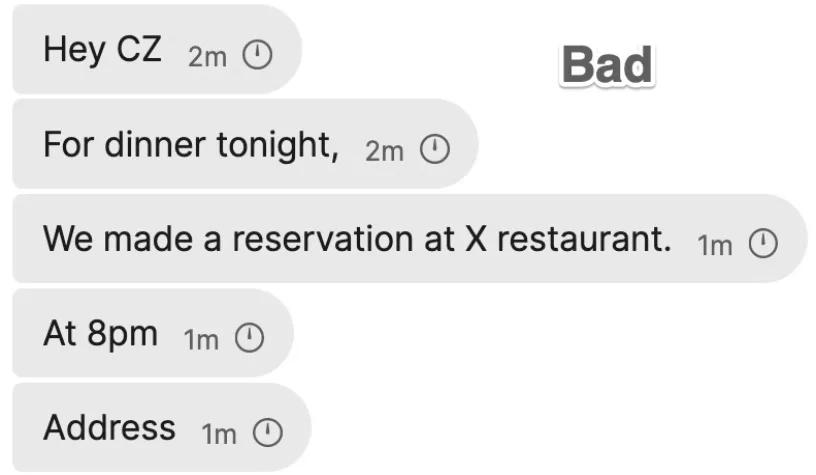 Hey CZ 2m
Bad
For dinner tonight, 2m
We made a reservation at X restaurant. 1m
At 8pm 1m
Address 1m